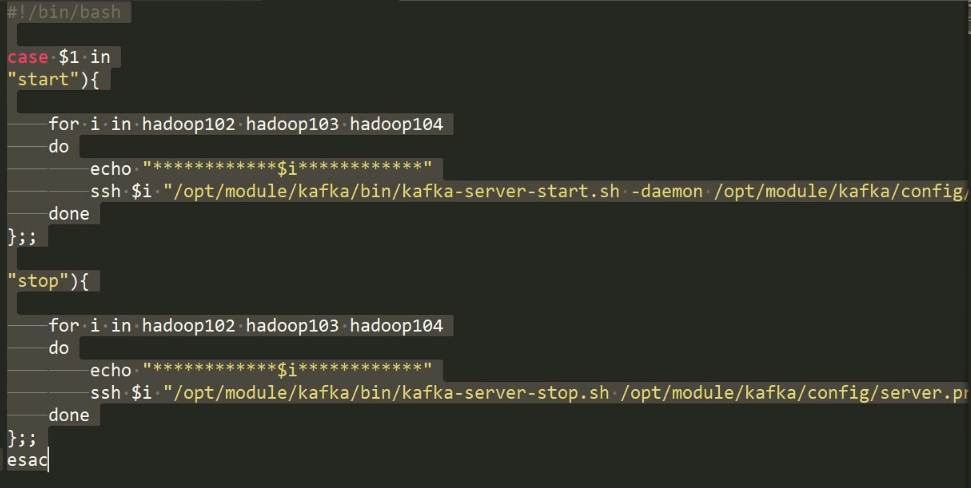 #!/bin/bash
case $1 in
"start"){
for i in hadoop102 hadoop103 hadoop104
do
echo "************$i************"
ssh $i "/opt/module/kafka/bin/kafka-server-start.sh -daemon /opt/module/kafka/config/
done
};;
"stop"){
for i in hadoop102 hadoop103 hadoop104
do
echo "************$i************"
ssh $i "/opt/module/kafka/bin/kafka-server-stop.sh /opt/module/kafka/config/server.pr
done
};;
esac